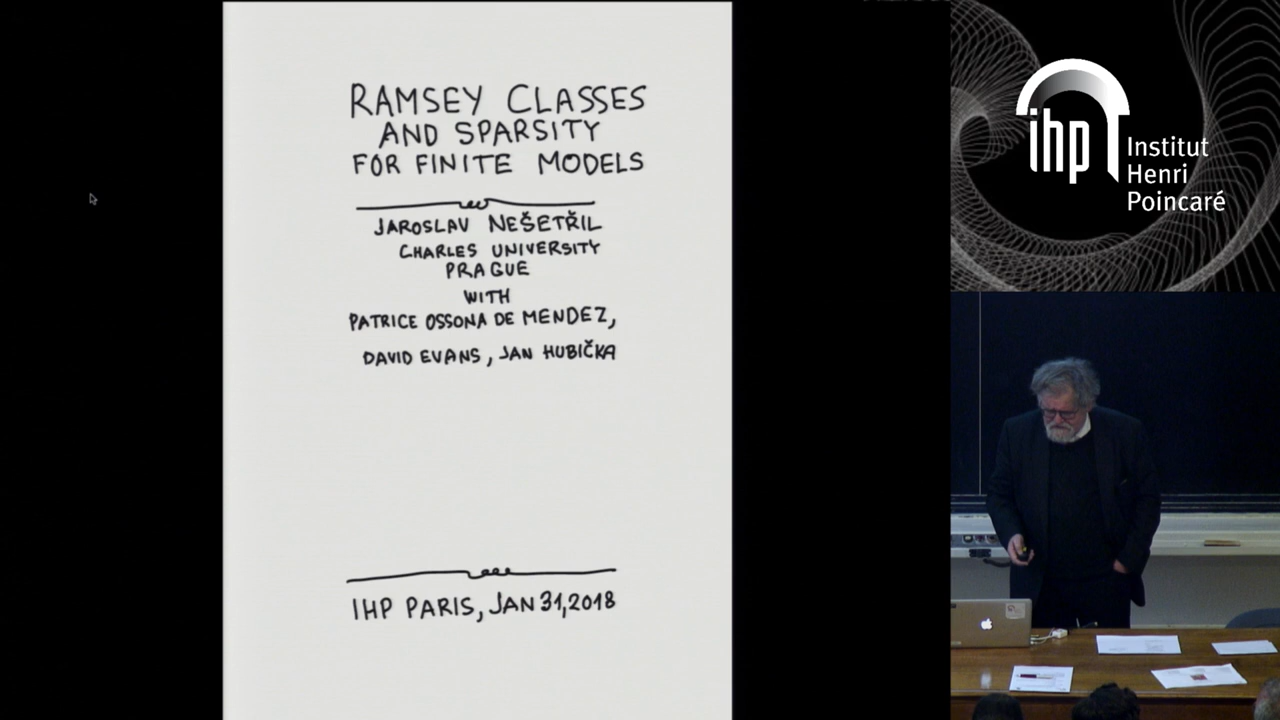 RAMSEY CLASSES
AND SPARSITY
FOR FINITE MODELS
JAROSLAV NEŠETŘIL
CHARLES UNIVERSITY
PRAGUE
WITH
PATRICE OSSONA DE MENDEZ,
DAVID EVANS, JAN HUBIČKA
IHP PARIS, JAN 31, 2018
ihp
Institut
Henri
Poincaré